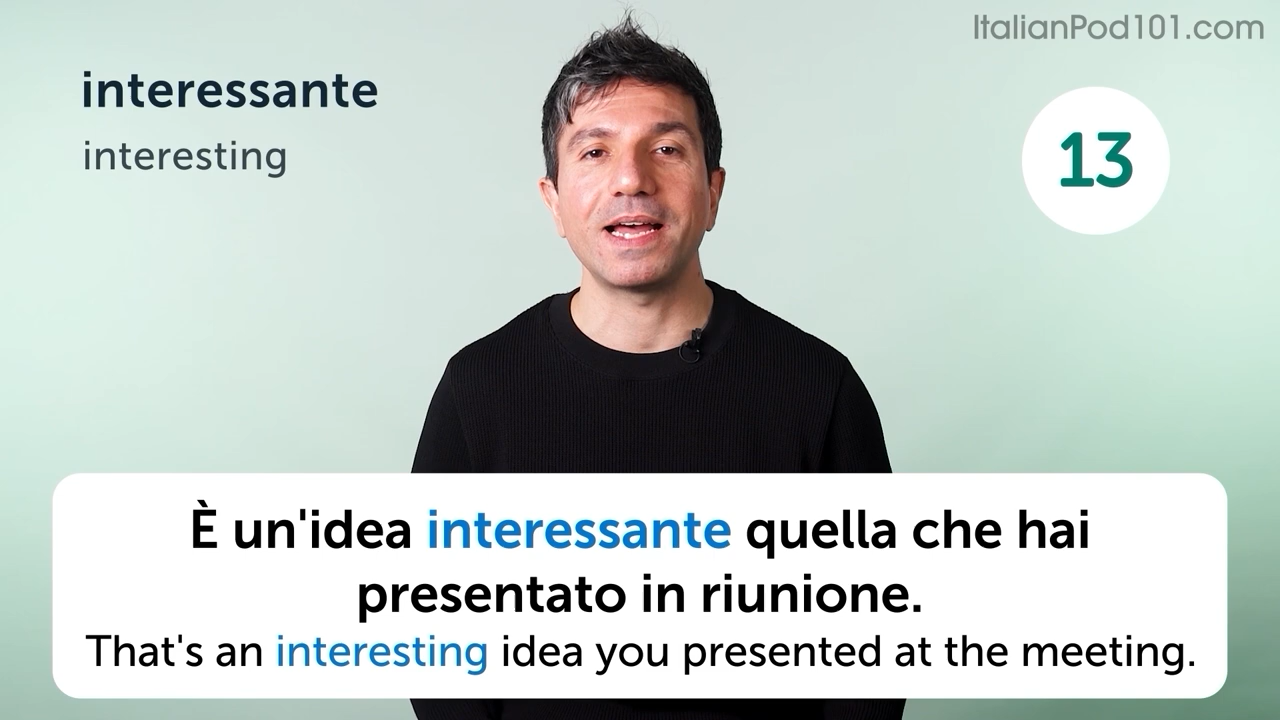 ItalianPod101.com
interessante
interesting
13
È un'idea interessante quella che hai
presentato in riunione.
That's an interesting idea you presented at the meeting.